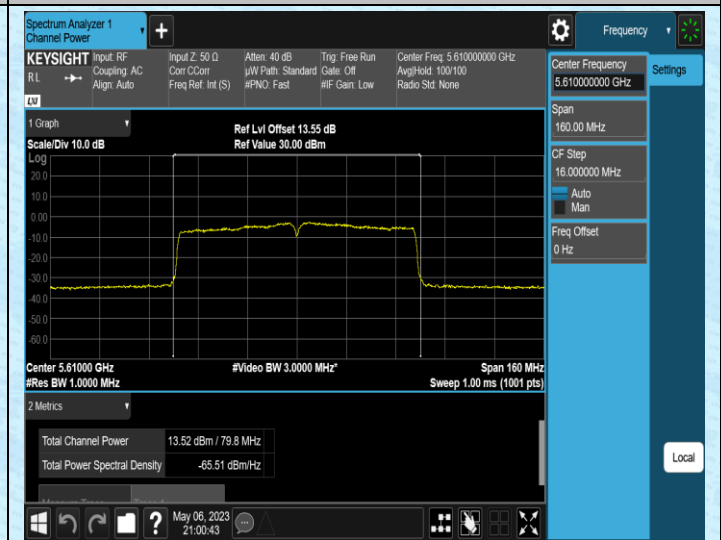 Spectrum Analyzer 1
Channel Power
+
Frequency
KEYSIGHT
RL
LXI
Input: RF
Coupling: AC
Align: Auto
Input Z: 50 Ω
Corr CCorr
Freq Ref: Int (S)
Atten: 40 dB
µW Path: Standard
#PNO: Fast
Trig: Free Run
Gate: Off
#IF Gain: Low
Center Freq: 5.610000000 GHz
Avg|Hold: 100/100
Radio Std: None
Center Frequency
5.610000000 GHz
Settings
Span
160.00 MHz
CF Step
16.000000 MHz
Auto
Man
Freq Offset
0 Hz
Local
1 Graph
Ref Lvl Offset 13.55 dB
Scale/Div 10.0 dB
Ref Value 30.00 dBm
Log
20.0
10.0
0.00
-10.0
-20.0
-30.0
-40.0
-50.0
-60.0
Center 5.61000 GHz
#Video BW 3.0000 MHz*
Span 160 MHz
#Res BW 1.0000 MHz
Sweep 1.00 ms (1001 pts)
2 Metrics
Total Channel Power 13.52 dBm / 79.8 MHz
Total Power Spectral Density -65.51 dBm/Hz
?
May 06, 2023
21:00:43